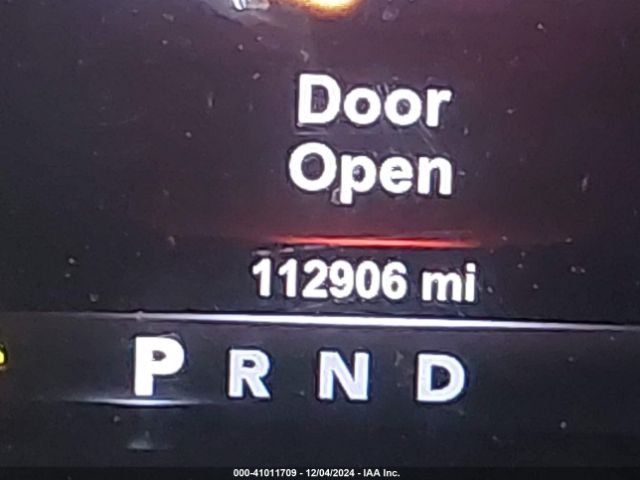 Door
Open
112906 mi
P R N D
000-41011709 - 12/04/2024 - IAA Inc.